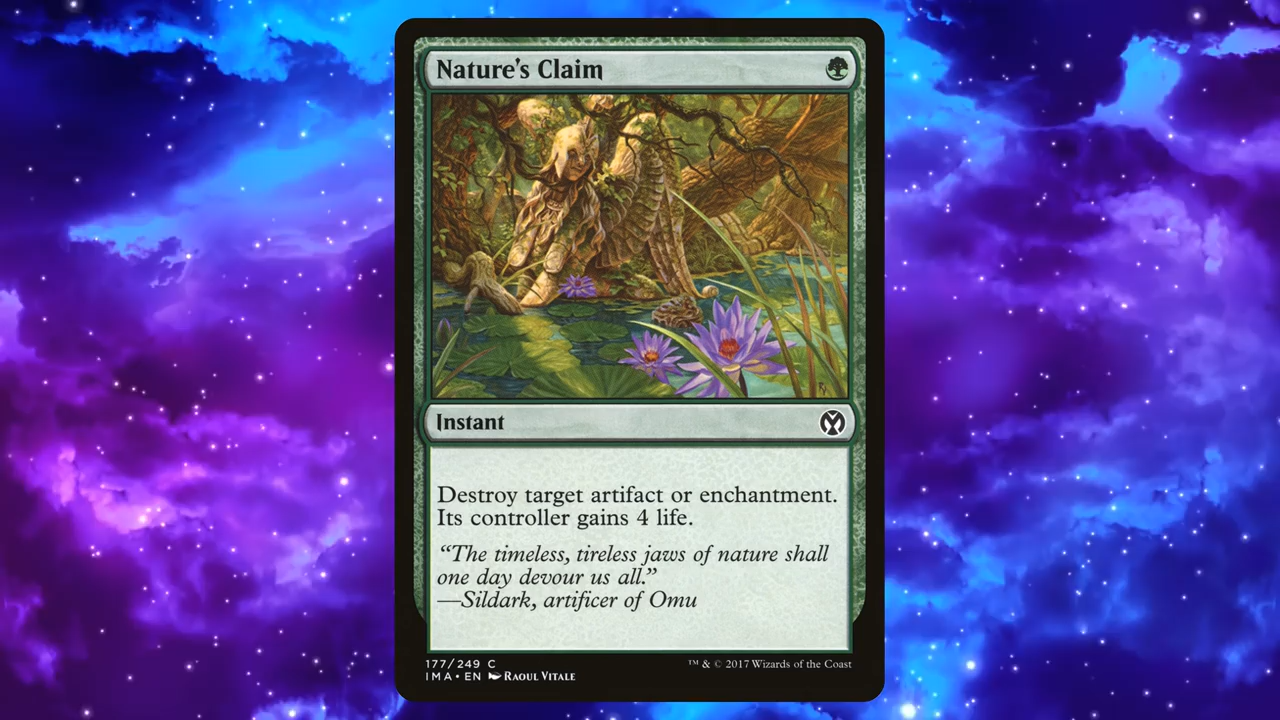 Nature's Claim
Instant
Destroy target artifact or enchantment.
Its controller gains 4 life.
“The timeless, tireless jaws of nature shall
one day devour us all.”
—Sildark, artificer of Omu
177/249 C
IMA • EN Raoul Vitale
™ & © 2017 Wizards of the Coast